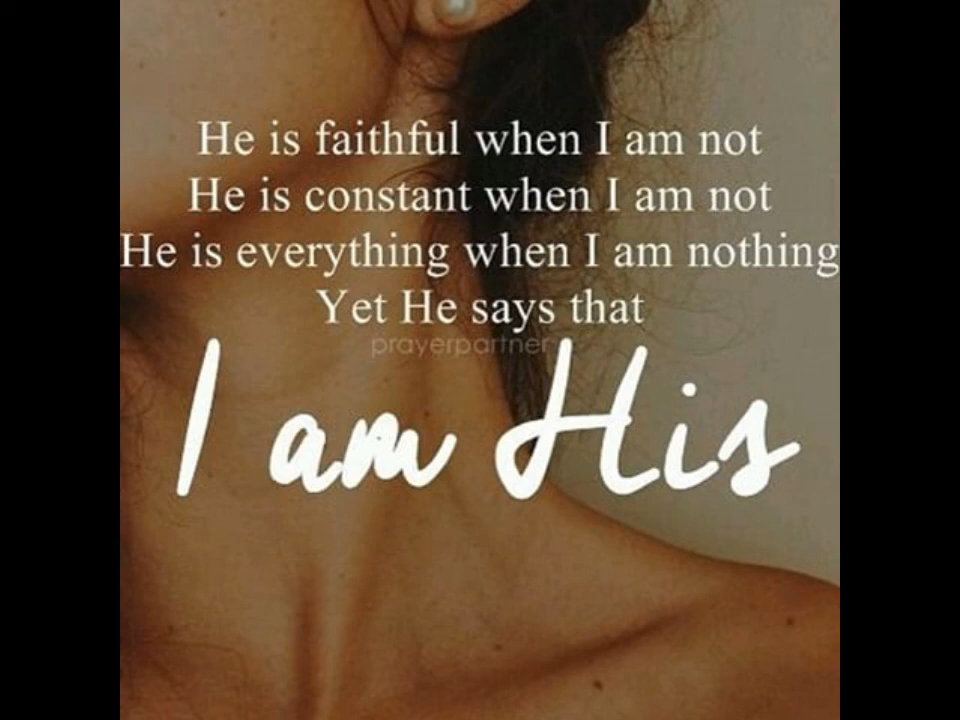 He is faithful when I am not
He is constant when I am not
He is everything when I am nothing
Yet He says that
prayerpartner
I am His